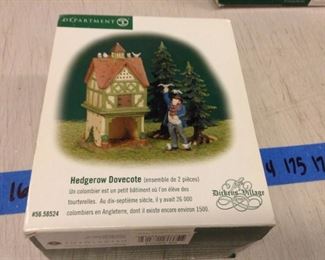 DEPARTMENT 56
Hedgerow Dovecote (ensemble de 2 pièces)
Un colombier est un petit bâtiment où l'on élève des
tourterelles. Au dix-septième siècle, il y avait 26 000
colombiers en Angleterre, dont il existe encore environ 1500.
#56.58524
Dickens' Village
16
4 175 17